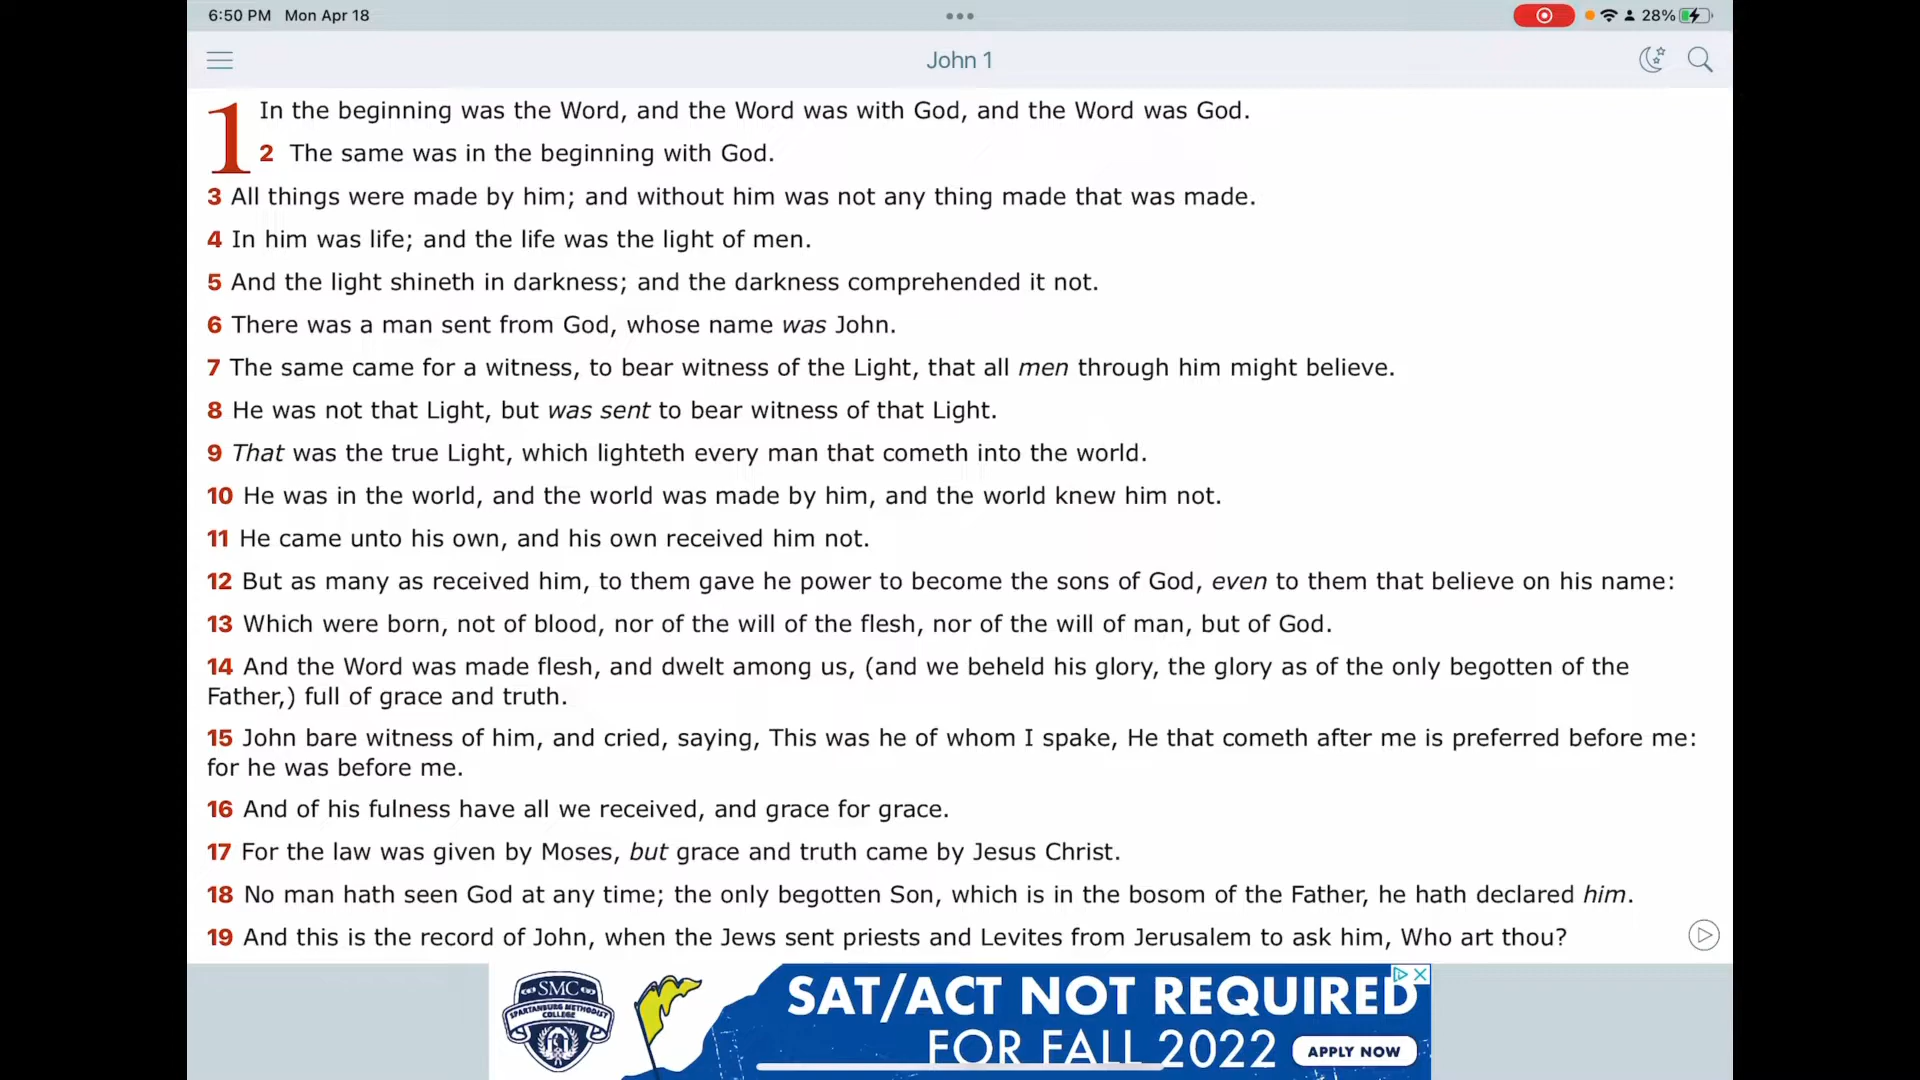 6:50 PM Mon Apr 18
28%
John 1
1 In the beginning was the Word, and the Word was with God, and the Word was God.
2 The same was in the beginning with God.
3 All things were made by him; and without him was not any thing made that was made.
4 In him was life; and the life was the light of men.
5 And the light shineth in darkness; and the darkness comprehended it not.
6 There was a man sent from God, whose name was John.
7 The same came for a witness, to bear witness of the Light, that all men through him might believe.
8 He was not that Light, but was sent to bear witness of that Light.
9 That was the true Light, which lighteth every man that cometh into the world.
10 He was in the world, and the world was made by him, and the world knew him not.
11 He came unto his own, and his own received him not.
12 But as many as received him, to them gave he power to become the sons of God, even to them that believe on his name:
13 Which were born, not of blood, nor of the will of the flesh, nor of the will of man, but of God.
14 And the Word was made flesh, and dwelt among us, (and we beheld his glory, the glory as of the only begotten of the
Father,) full of grace and truth.
15 John bare witness of him, and cried, saying, This was he of whom I spake, He that cometh after me is preferred before me:
for he was before me.
16 And of his fulness have all we received, and grace for grace.
17 For the law was given by Moses, but grace and truth came by Jesus Christ.
18 No man hath seen God at any time; the only begotten Son, which is in the bosom of the Father, he hath declared him.
19 And this is the record of John, when the Jews sent priests and Levites from Jerusalem to ask him, Who art thou?
SMC
SPARTANBURG METHODIST
COLLEGE
SAT/ACT NOT REQUIRED
FOR FALL 2022
APPLY NOW